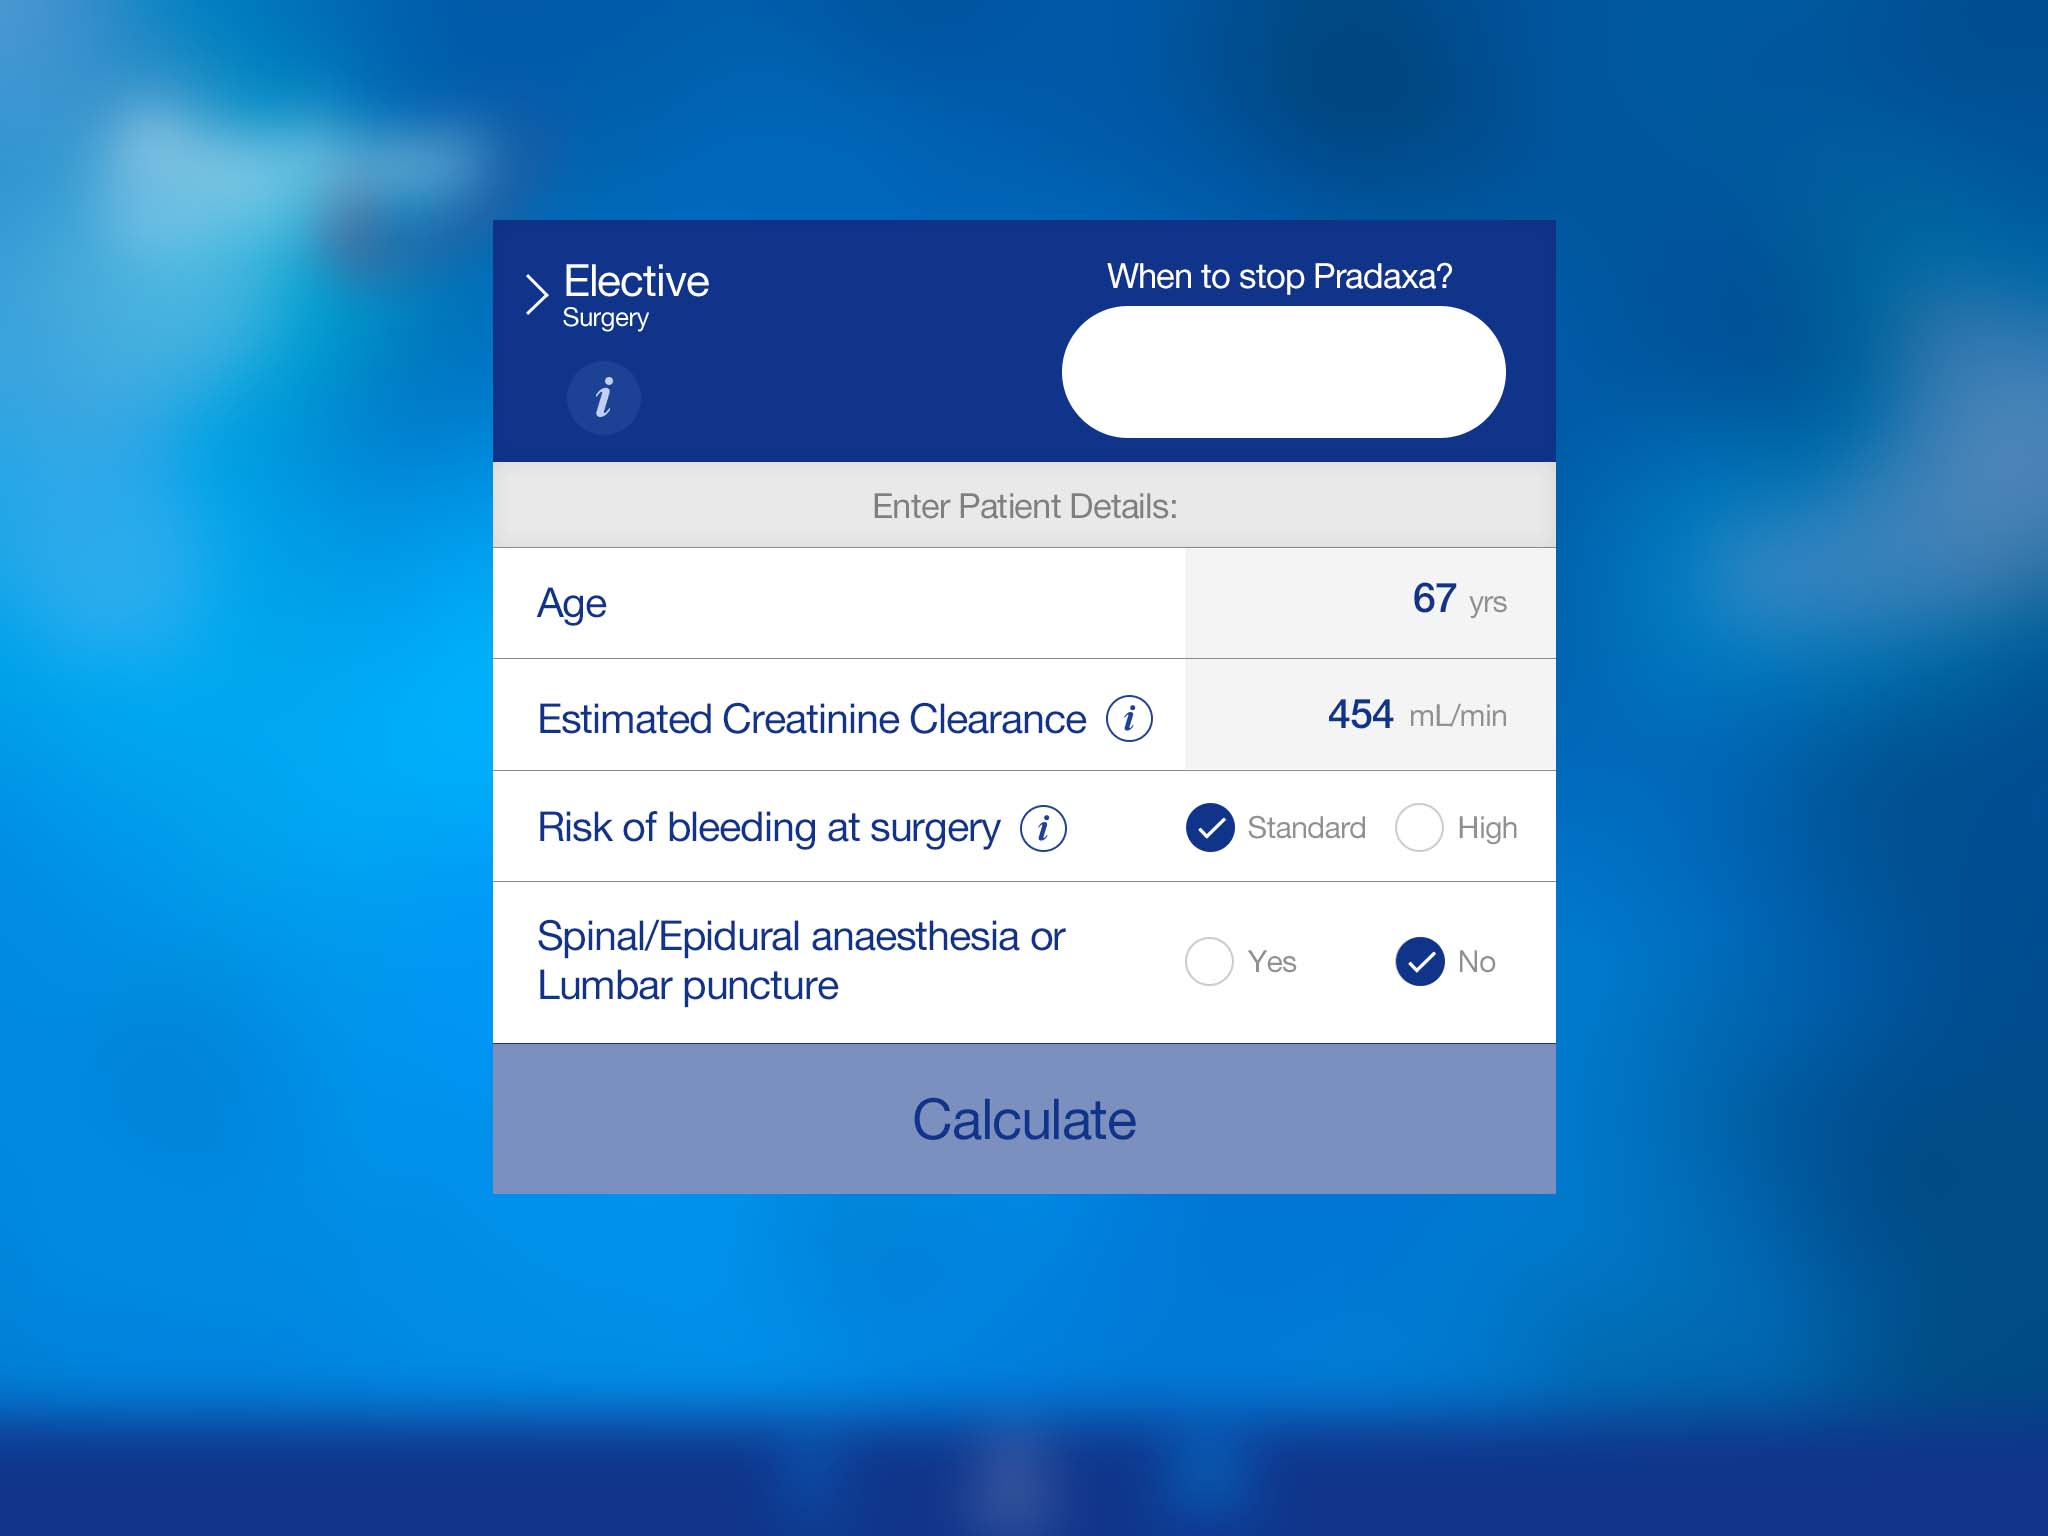 Elective
Surgery
i
When to stop Pradaxa?
Enter Patient Details:
Age
67 yrs
Estimated Creatinine Clearance i
454 mL/min
Risk of bleeding at surgery i
Standard High
Spinal/Epidural anaesthesia or
Lumbar puncture
Yes No
Calculate